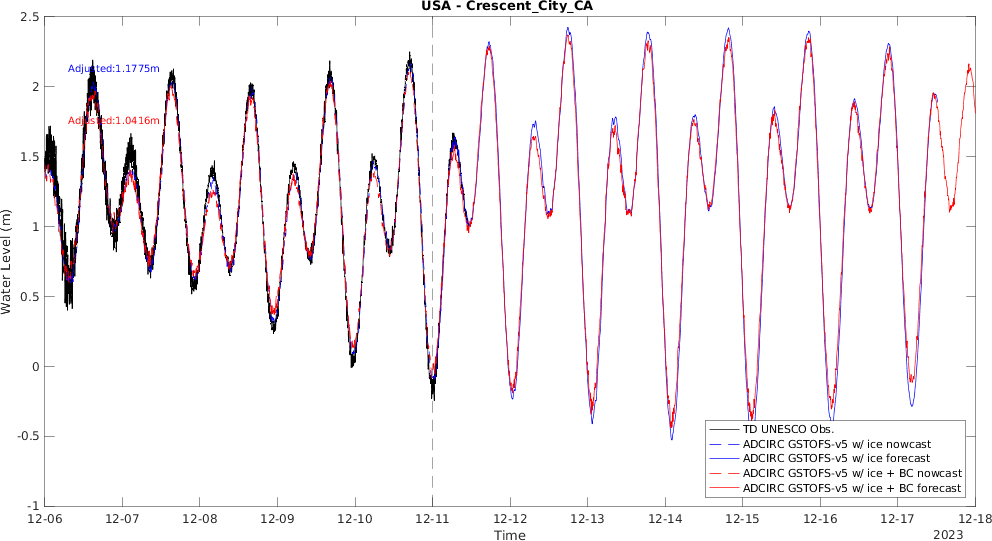 USA - Crescent_City_CA
2.5
2
1.5
1
0.5
0
-0.5
-1
Water Level (m)
Adjusted:1.1775m
Adjusted:1.0416m
TD UNESCO Obs.
ADCIRC GSTOFS-v5 w/ ice nowcast
ADCIRC GSTOFS-v5 w/ ice forecast
ADCIRC GSTOFS-v5 w/ ice + BC nowcast
ADCIRC GSTOFS-v5 w/ ice + BC forecast
12-06 12-07 12-08 12-09 12-10 12-11 12-12 12-13 12-14 12-15 12-16 12-17 12-18
Time
2023